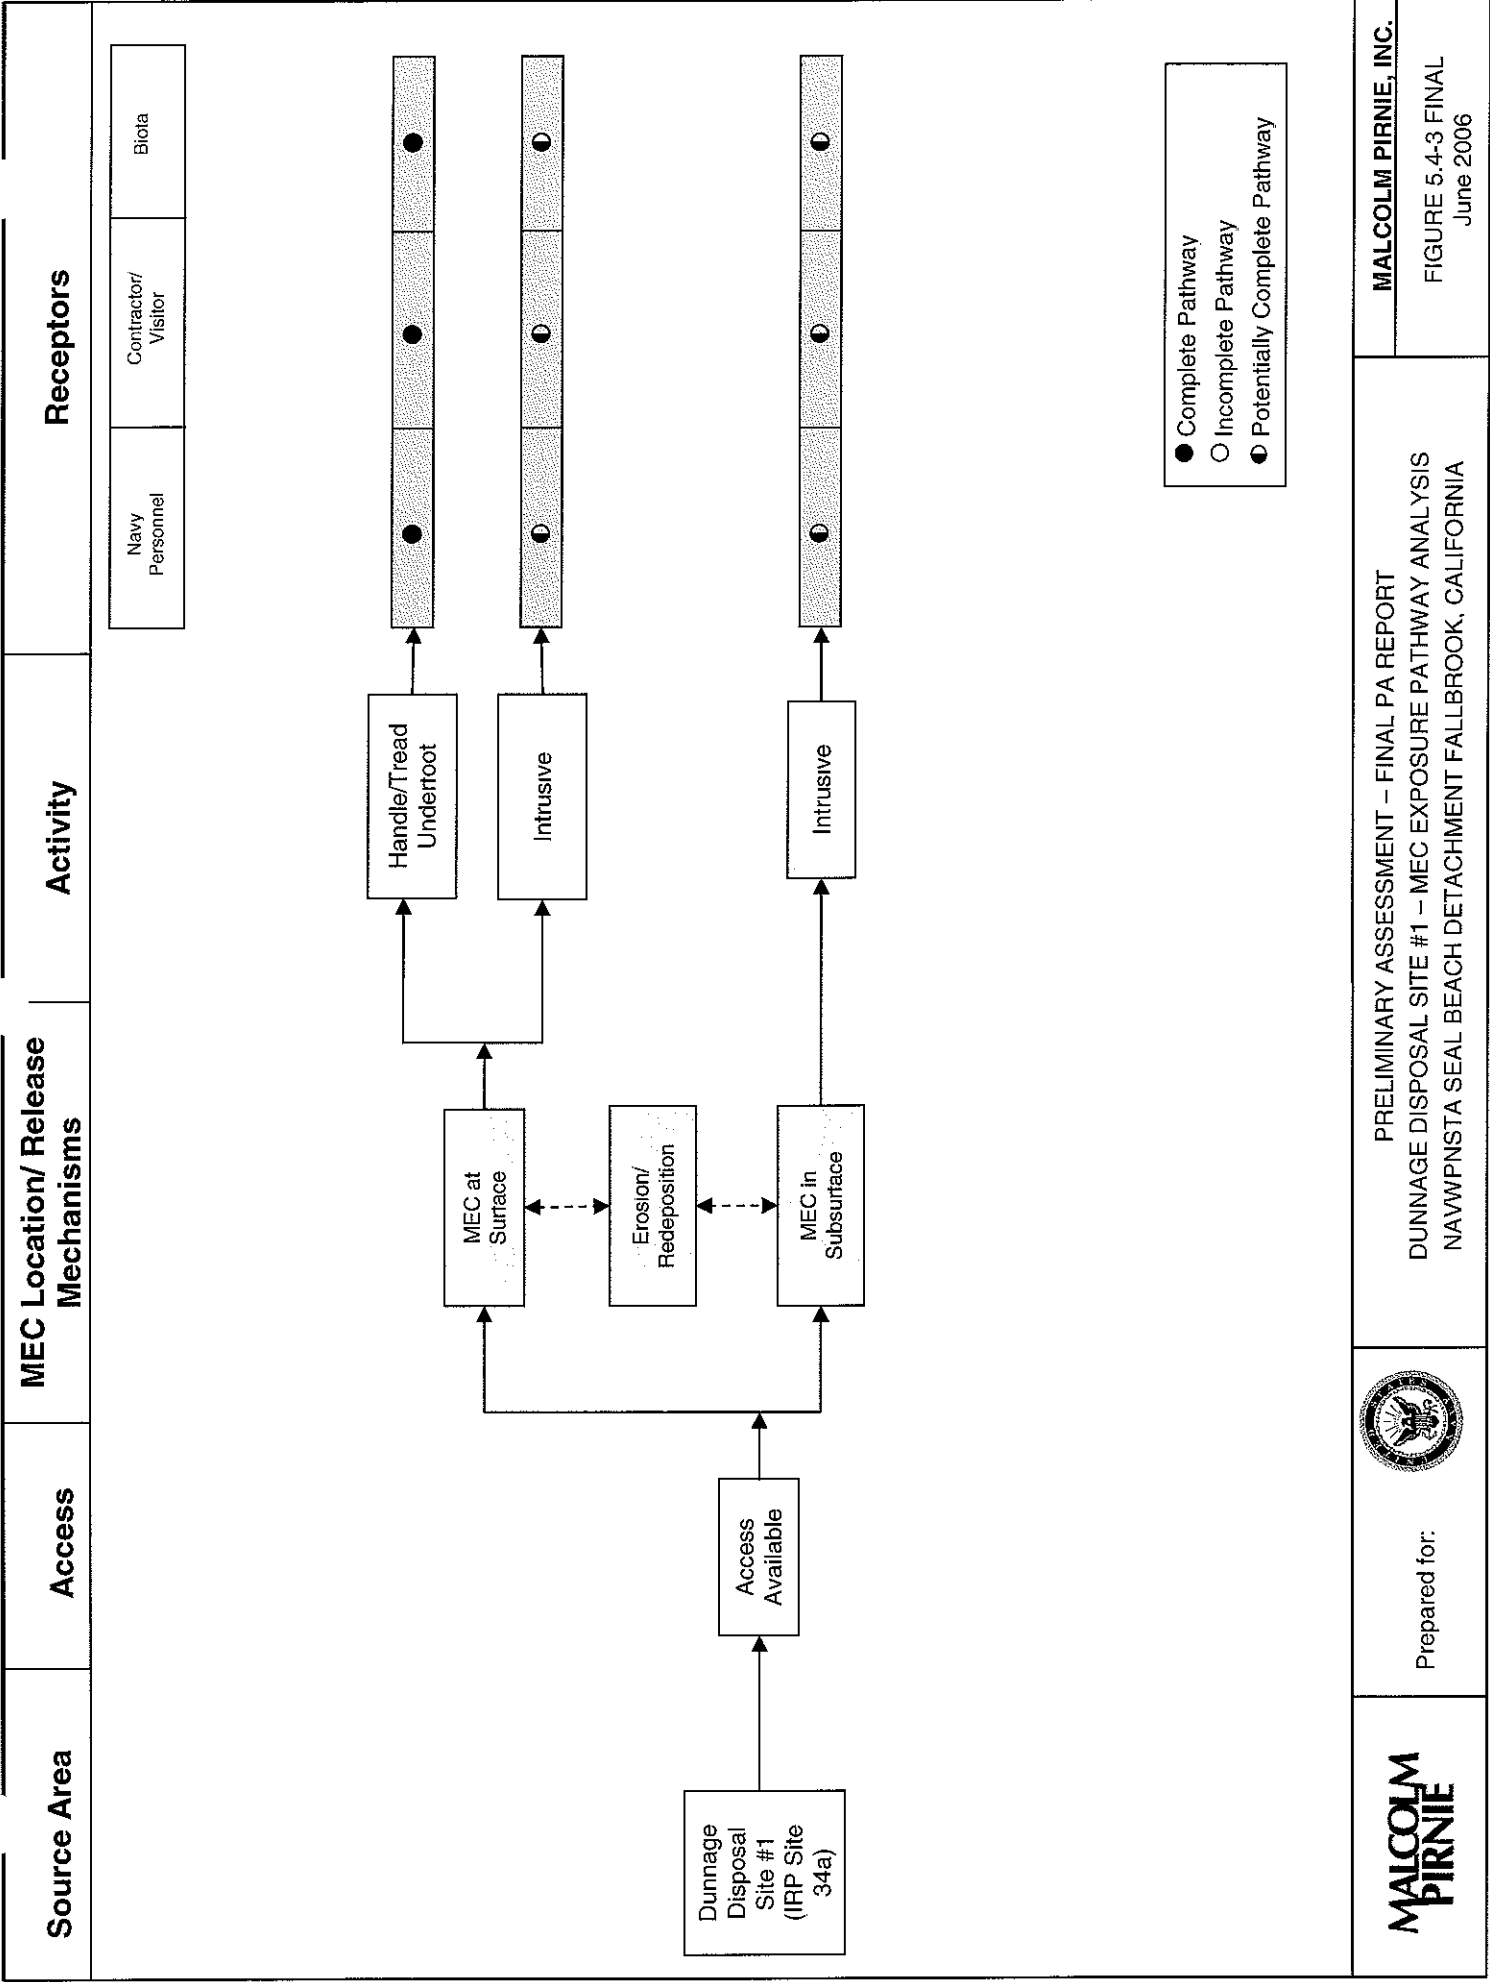 Source Area
Access
MEC Location/ Release
Mechanisms
Activity
Receptors
Navy
Personnel
Contractor/
Visitor
Biota
Dunnage
Disposal
Site #1
(IRP Site
34a)
Access
Available
MEC at
Surface
Erosion/
Redeposition
MEC in
Subsurface
Handle/Tread
Underfoot
Intrusive
Intrusive
Complete Pathway
Incomplete Pathway
Potentially Complete Pathway
MALCOLM
PIRNIE
Prepared for:
PRELIMINARY ASSESSMENT – FINAL PA REPORT
DUNNAGE DISPOSAL SITE #1 – MEC EXPOSURE PATHWAY ANALYSIS
NAVWPNSTA SEAL BEACH DETACHMENT FALLBROOK, CALIFORNIA
MALCOLM PIRNIE, INC.
FIGURE 5.4-3 FINAL
June 2006